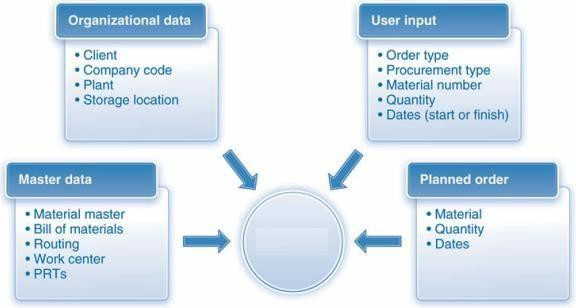 Organizational data
• Client
• Company code
• Plant
• Storage location
User input
• Order type
• Procurement type
• Material number
• Quantity
• Dates (start or finish)
Master data
• Material master
• Bill of materials
• Routing
• Work center
• PRTs
Planned order
• Material
• Quantity
• Dates